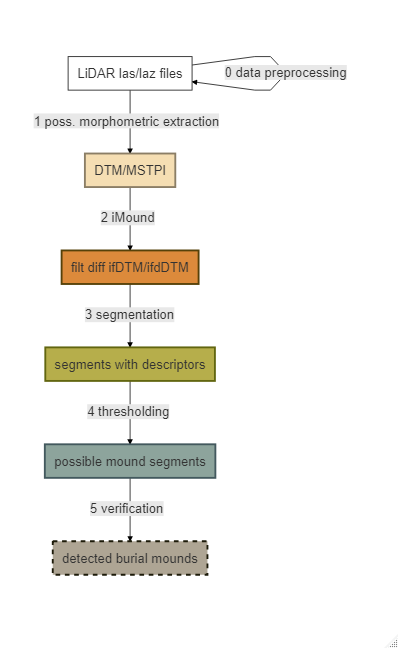 LiDAR las/laz files
0 data preprocessing
1 poss. morphometric extraction
DTM/MSTPI
2 iMound
filt diff ifDTM/ifdDTM
3 segmentation
segments with descriptors
4 thresholding
possible mound segments
5 verification
detected burial mounds